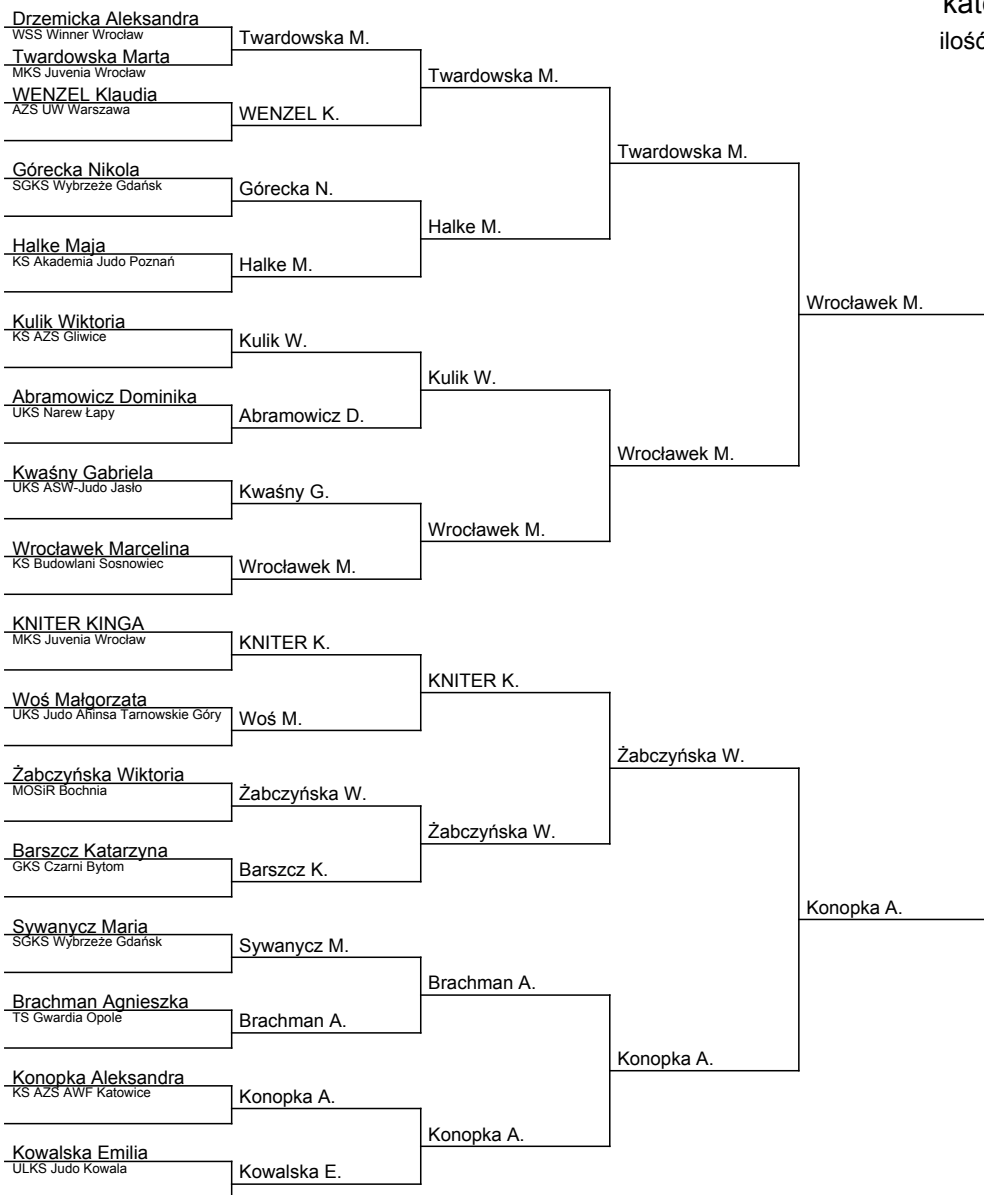 kate
ilość
Drzemicka Aleksandra
WSS Winner Wrocław
Twardowska Marta
MKS Juvenia Wrocław
WENZEL Klaudia
AZS UW Warszawa
Górecka Nikola
SGKS Wybrzeże Gdańsk
Halke Maja
KS Akademia Judo Poznań
Kulik Wiktoria
KS AZS Gliwice
Abramowicz Dominika
UKS Narew Łapy
Kwaśny Gabriela
UKS ASW-Judo Jasło
Wrocławek Marcelina
KS Budowlani Sosnowiec
KNITER KINGA
MKS Juvenia Wrocław
Woś Małgorzata
UKS Judo Ahinsa Tarnowskie Góry
Żabczyńska Wiktoria
MOSiR Bochnia
Barszcz Katarzyna
GKS Czarni Bytom
Sywanycz Maria
SGKS Wybrzeże Gdańsk
Brachman Agnieszka
TS Gwardia Opole
Konopka Aleksandra
KS AZS AWF Katowice
Kowalska Emilia
ULKS Judo Kowala
Twardowska M.
WENZEL K.
Górecka N.
Halke M.
Kulik W.
Abramowicz D.
Kwaśny G.
Wrocławek M.
KNITER K.
Woś M.
Żabczyńska W.
Barszcz K.
Sywanycz M.
Brachman A.
Konopka A.
Kowalska E.
Twardowska M.
Halke M.
Kulik W.
Wrocławek M.
KNITER K.
Żabczyńska W.
Brachman A.
Konopka A.
Twardowska M.
Wrocławek M.
Żabczyńska W.
Konopka A.
Wrocławek M.
Konopka A.